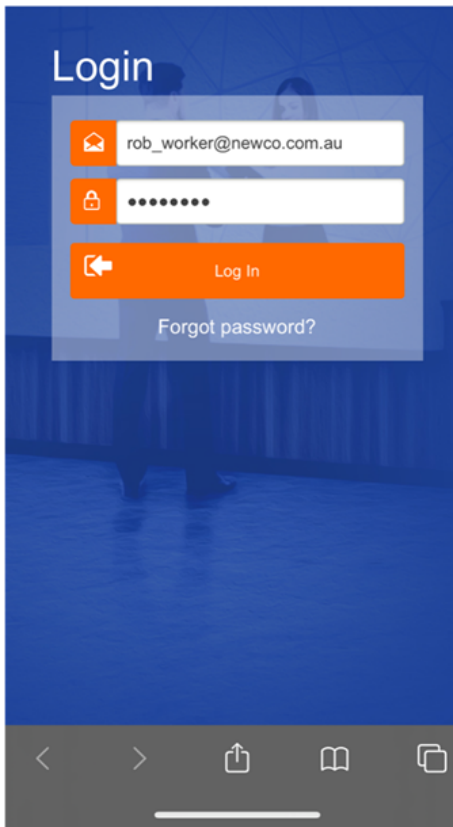 Login
rob_worker@newco.com.au
••••••••
Log In
Forgot password?